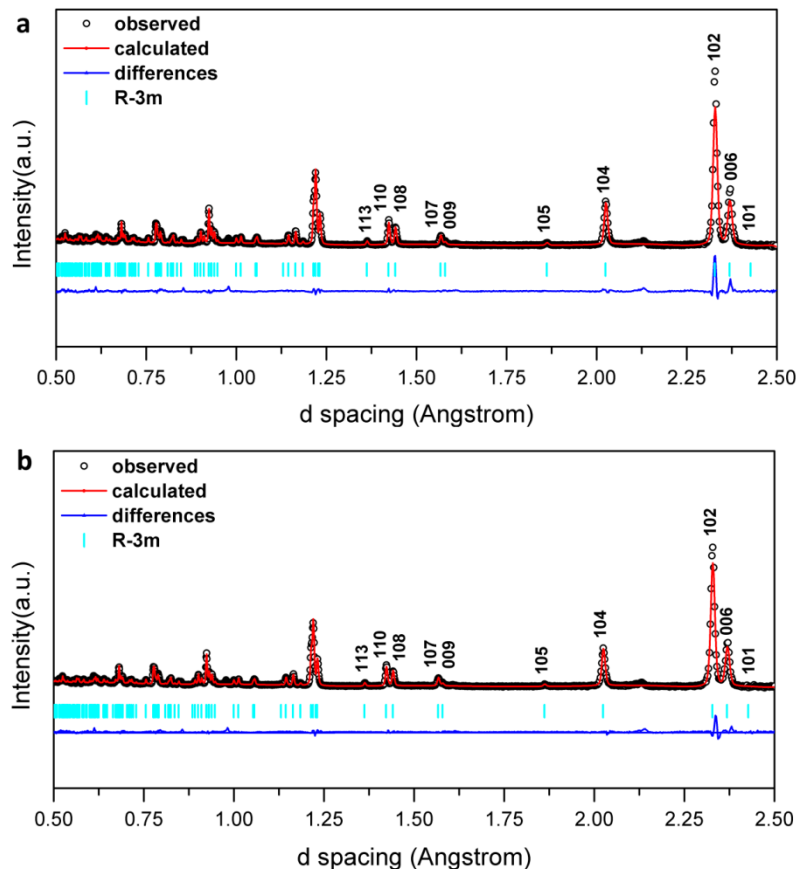 a
observed
calculated
differences
R-3m
Intensity(a.u.)
113
110
108
107
009
105
104
102
006
101
0.50 0.75 1.00 1.25 1.50 1.75 2.00 2.25 2.50
d spacing (Angstrom)
b
observed
calculated
differences
R-3m
Intensity(a.u.)
113
110
108
107
009
105
104
102
006
101
0.50 0.75 1.00 1.25 1.50 1.75 2.00 2.25 2.50
d spacing (Angstrom)